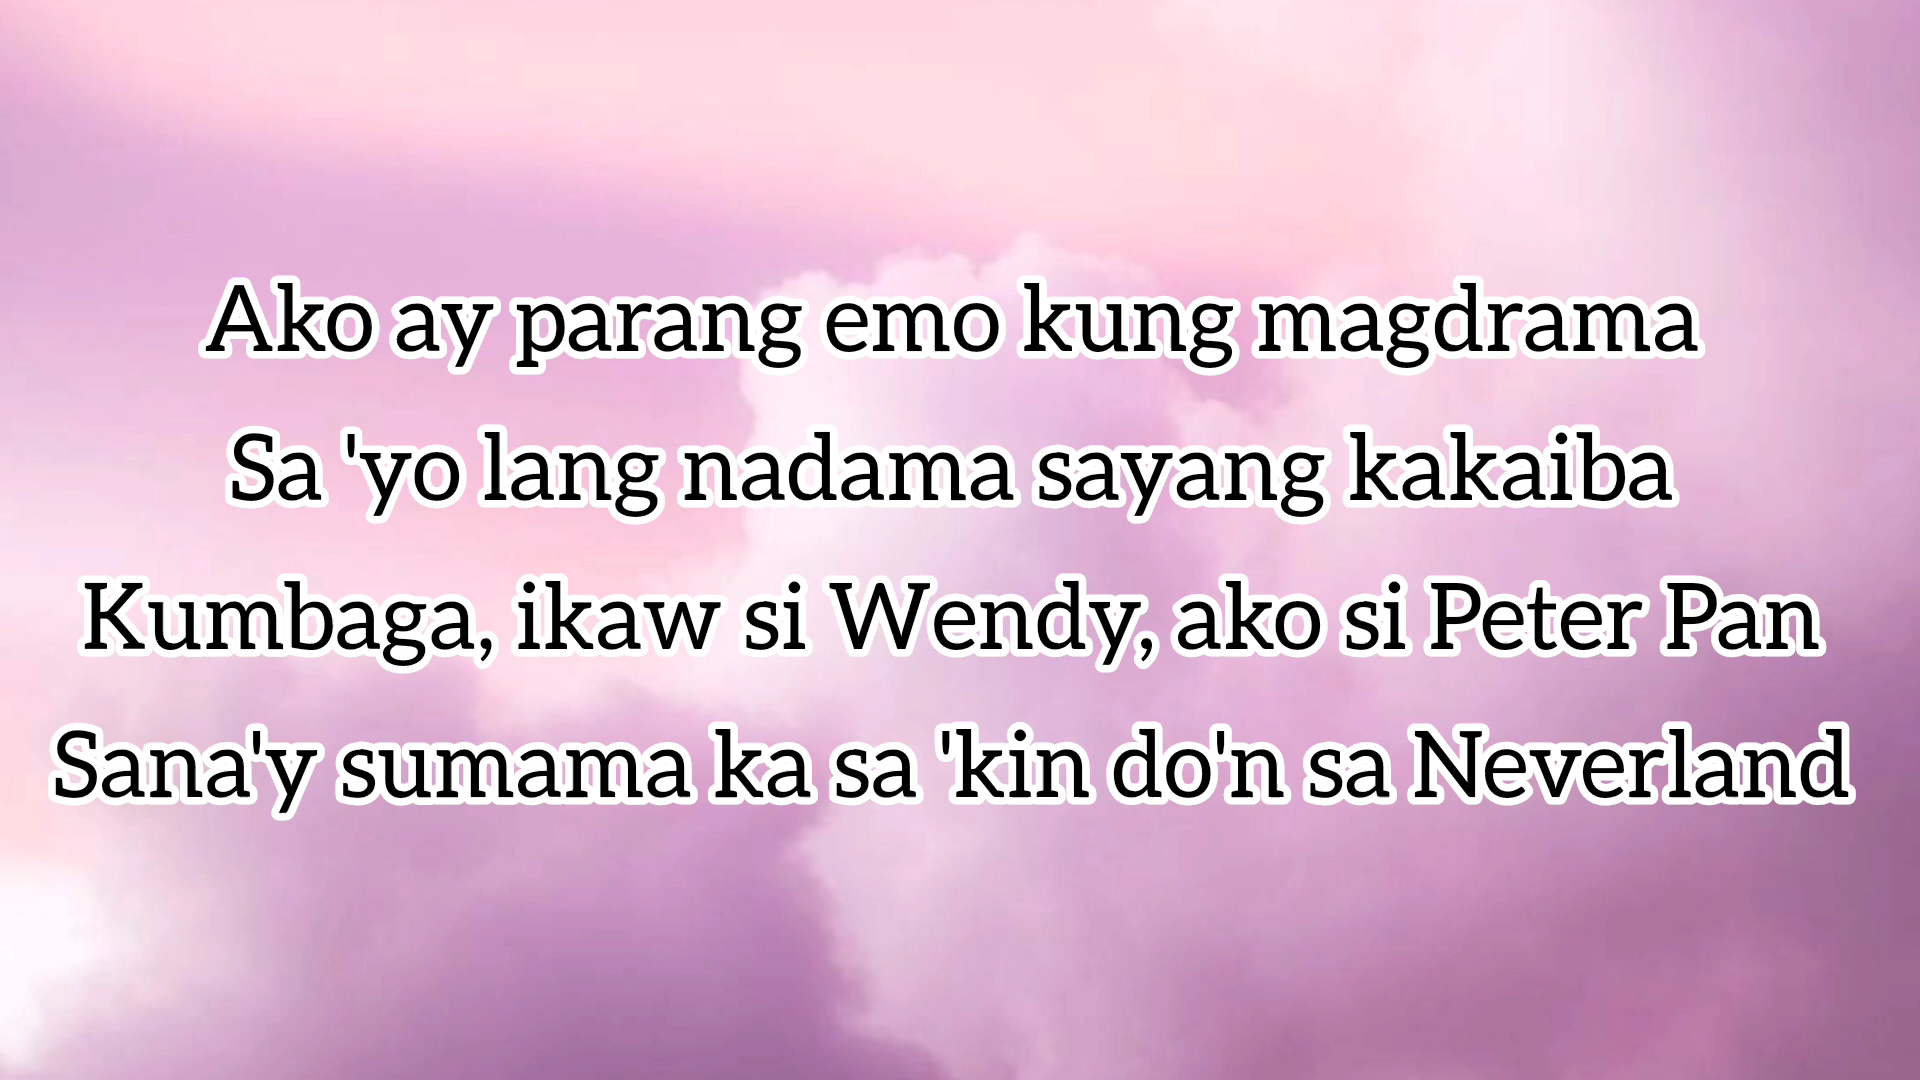 Ako ay parang emo kung magdrama
Sa 'yo lang nadama sayang kakaiba
Kumbaga, ikaw si Wendy, ako si Peter Pan
Sana'y sumama ka sa 'kin do'n sa Neverland